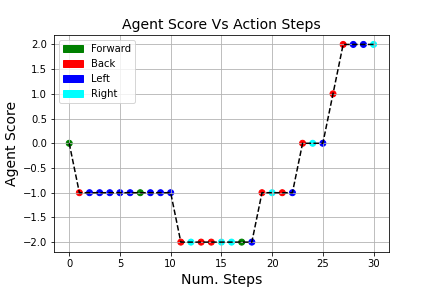 Agent Score Vs Action Steps
2.0
1.5
1.0
0.5
0.0
−0.5
−1.0
−1.5
−2.0
Agent Score
Forward
Back
Left
Right
0 5 10 15 20 25 30
Num. Steps